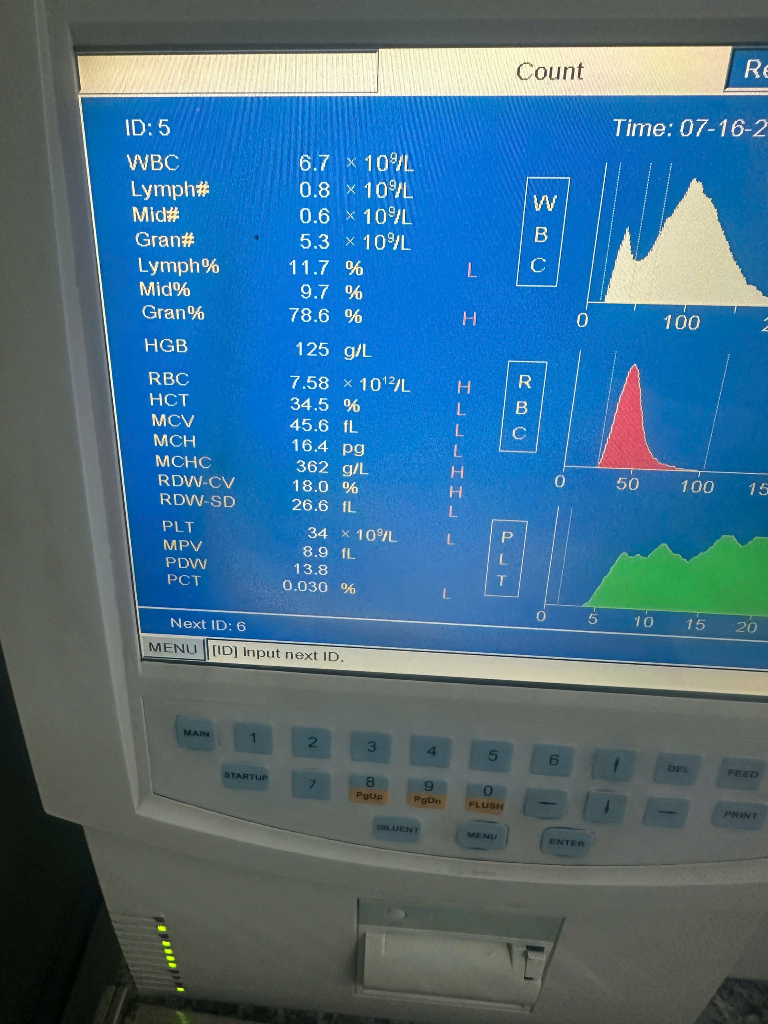 Count
Re
ID: 5
Time: 07-16-2
WBC 6.7 × 10⁹/L
Lymph# 0.8 × 10⁹/L
Mid# 0.6 × 10⁹/L
Gran# 5.3 × 10⁹/L
Lymph% 11.7 % L
Mid% 9.7 %
Gran% 78.6 % H
HGB 125 g/L
RBC 7.58 × 10¹²/L H
HCT 34.5 % L
MCV 45.6 fL L
MCH 16.4 pg L
MCHC 362 g/L H
RDW-CV 18.0 % H
RDW-SD 26.6 fL L
PLT 34 × 10⁹/L L
MPV 8.9 fL
PDW 13.8
PCT 0.030 % L
WBC
0 100 2
RBC
0 50 100 15
PLT
0 5 10 15 20
Next ID: 6
MENU [ID] Input next ID.
MAIN 1 2 3 4 5 6 DEL FEED
STARTUP 7 8 PgUp 9 PgDn 0 FLUSH PRINT
DILUENT MENU ENTER